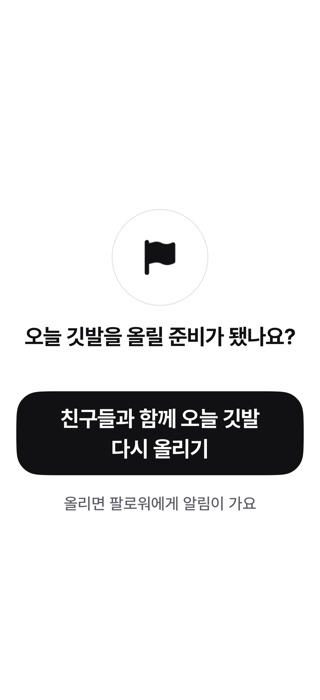 오늘 깃발을 올릴 준비가 됐나요?
친구들과 함께 오늘 깃발
다시 올리기
올리면 팔로워에게 알림이 가요